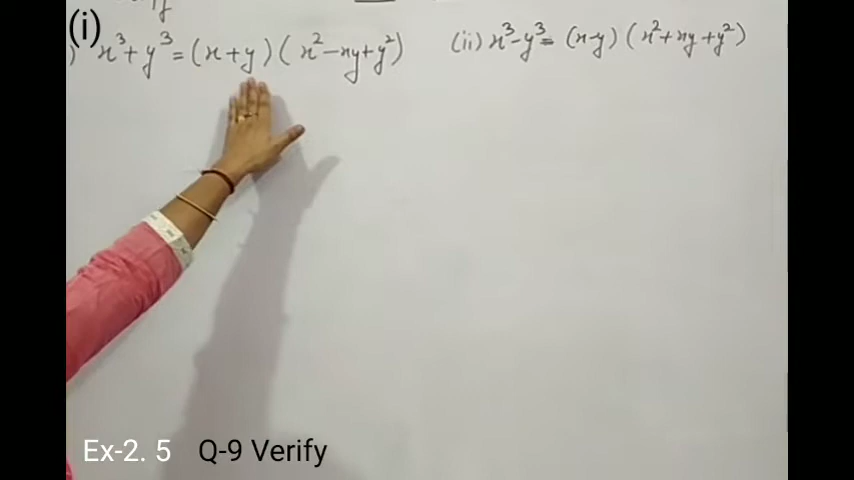 (i)
x³ + y³ = (x + y) (x² - xy + y²)
(ii) x³ - y³ = (x - y) (x² + xy + y²)
Ex-2. 5 Q-9 Verify